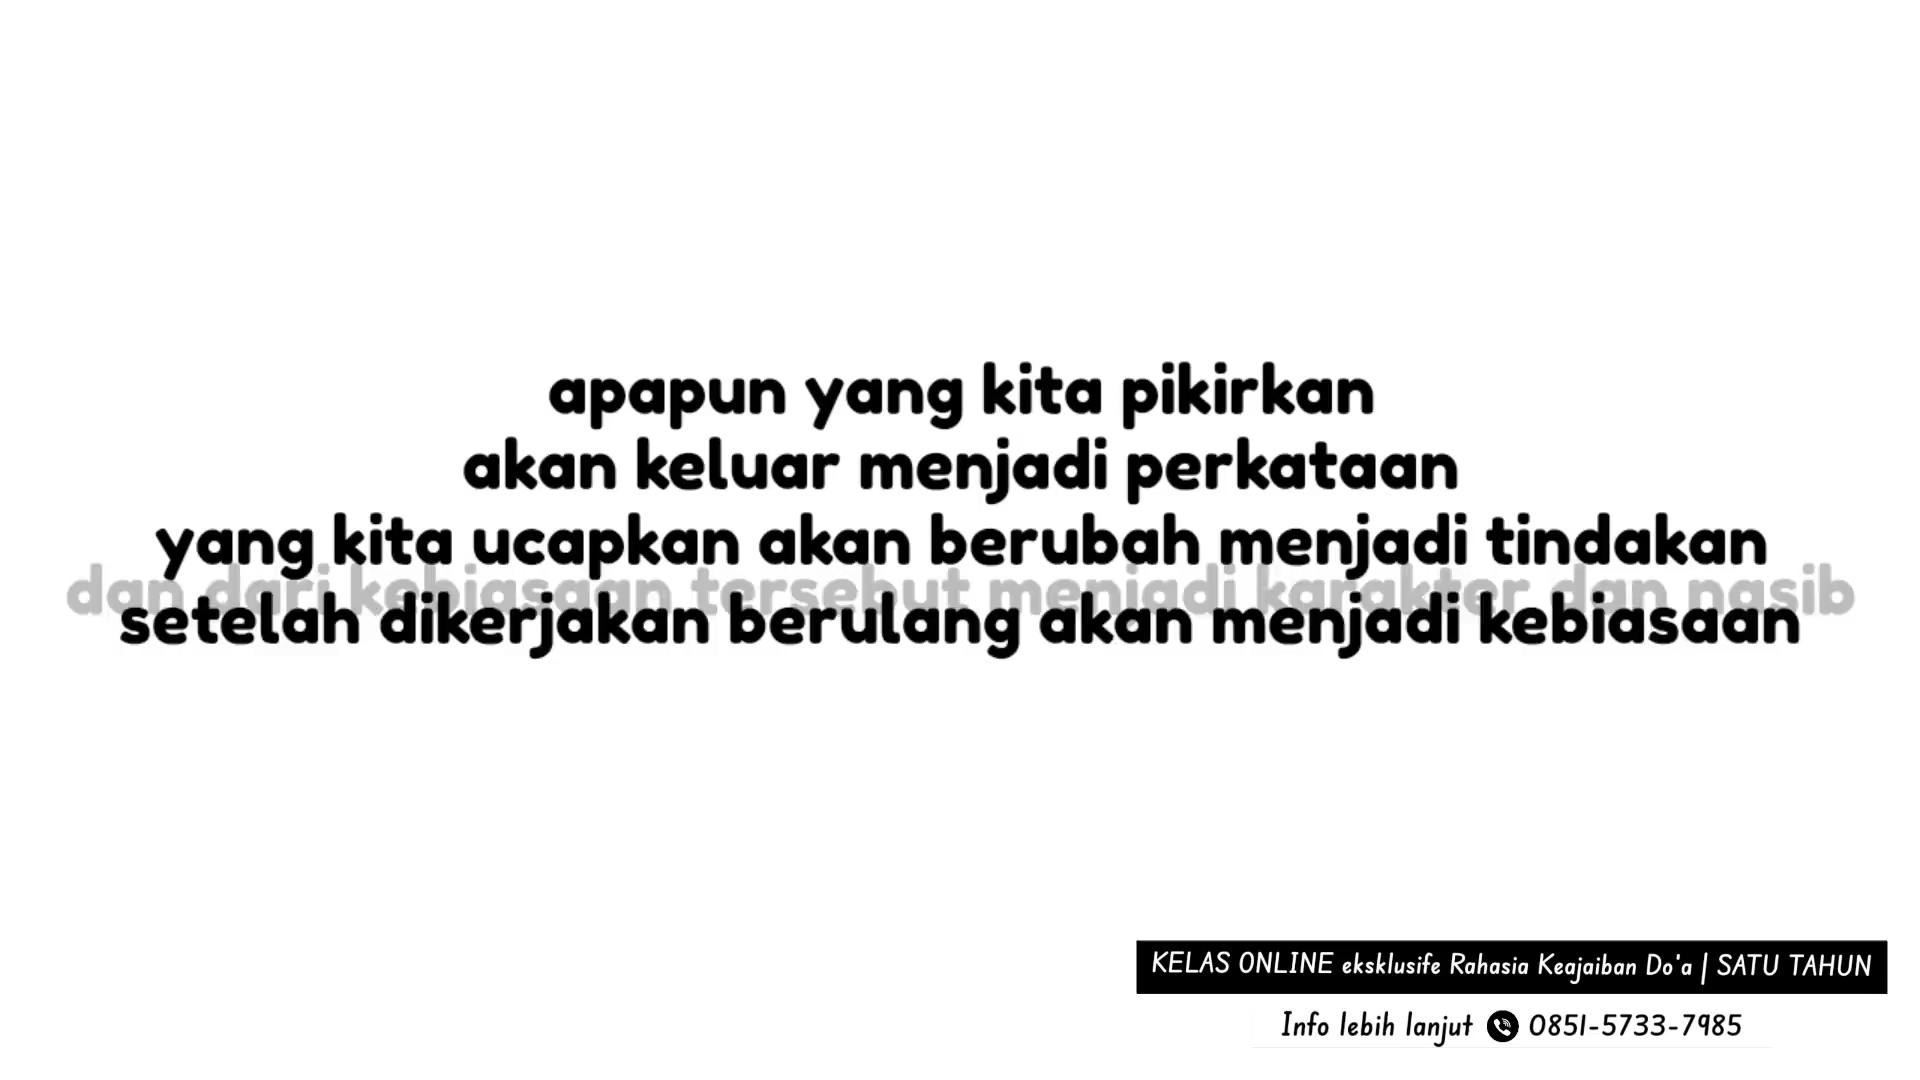 apapun yang kita pikirkan
akan keluar menjadi perkataan
yang kita ucapkan akan berubah menjadi tindakan
dan dari kebiasaan tersebut menjadi karakter dan nasib
setelah dikerjakan berulang akan menjadi kebiasaan
KELAS ONLINE eksklusife Rahasia Keajaiban Do'a | SATU TAHUN
Info lebih lanjut 0851-5733-7985